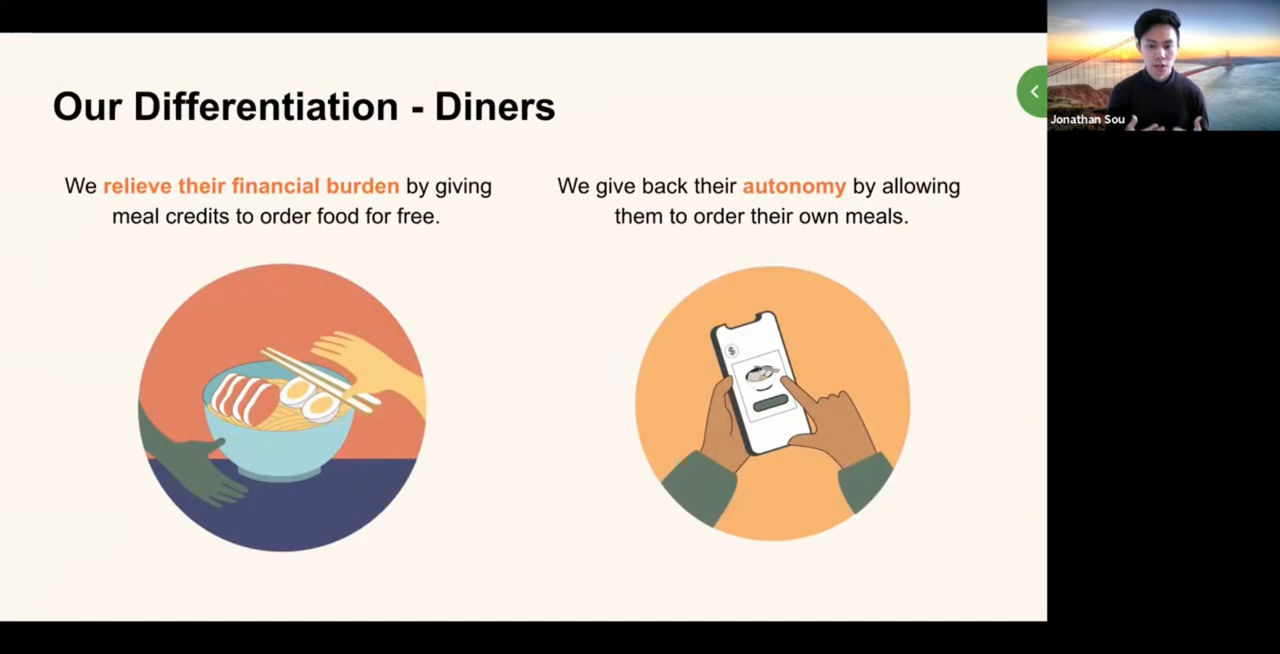 Our Differentiation - Diners
We relieve their financial burden by giving
meal credits to order food for free.
We give back their autonomy by allowing
them to order their own meals.
$
Jonathan Sou